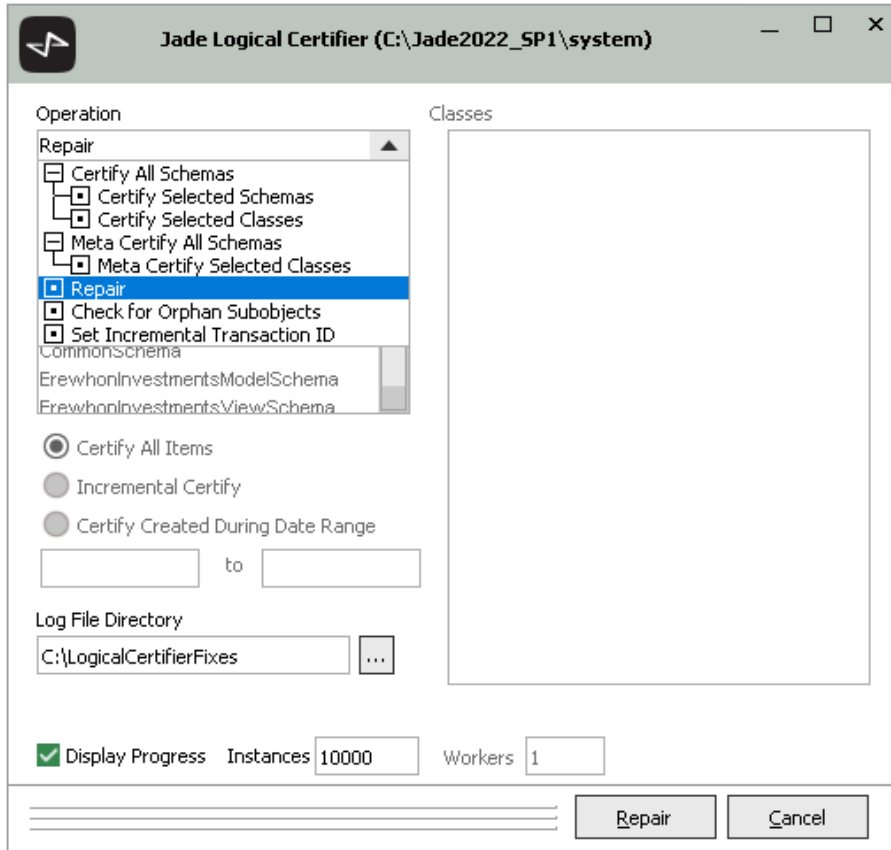 Jade Logical Certifier (C:\Jade2022_SP1\system)
Operation
Classes
Repair
Certify All Schemas
Certify Selected Schemas
Certify Selected Classes
Meta Certify All Schemas
Meta Certify Selected Classes
Repair
Check for Orphan Subobjects
Set Incremental Transaction ID
CommonSchema
ErewhonInvestmentsModelSchema
ErewhonInvestmentsViewSchema
Certify All Items
Incremental Certify
Certify Created During Date Range
to
Log File Directory
C:\LogicalCertifierFixes
...
Display Progress Instances 10000 Workers 1
Repair Cancel